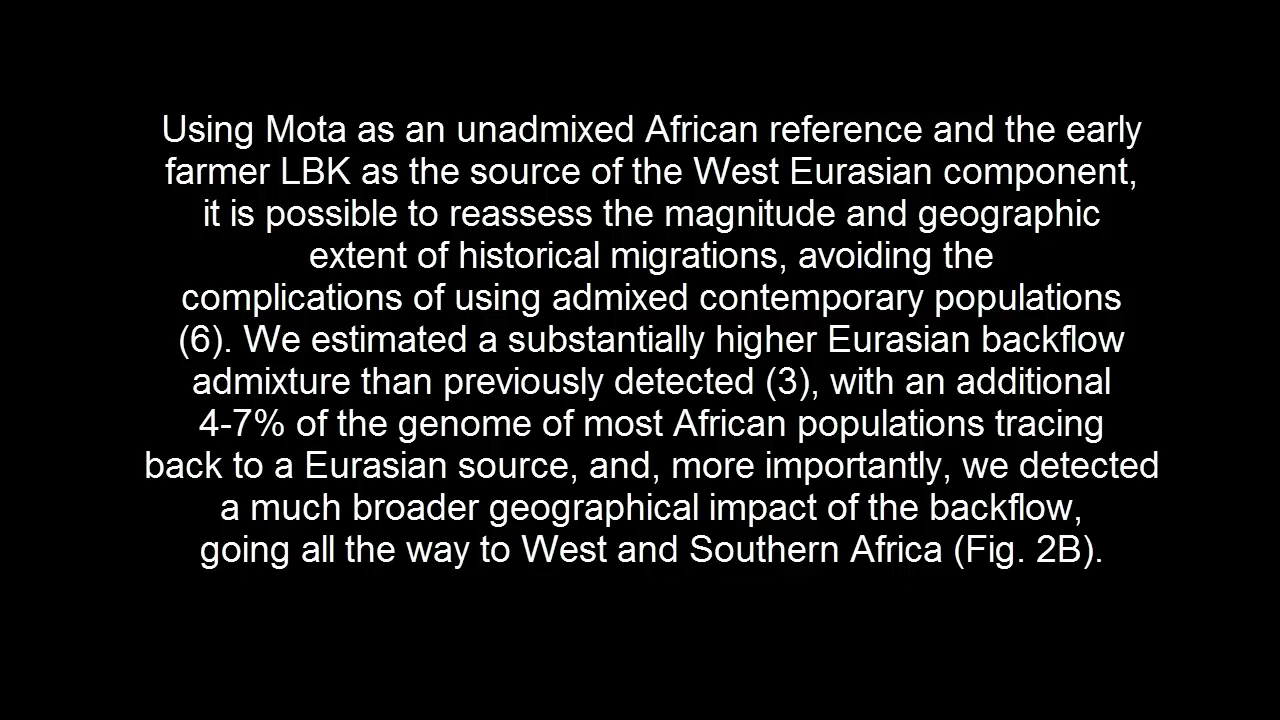 Using Mota as an unadmixed African reference and the early
farmer LBK as the source of the West Eurasian component,
it is possible to reassess the magnitude and geographic
extent of historical migrations, avoiding the
complications of using admixed contemporary populations
(6). We estimated a substantially higher Eurasian backflow
admixture than previously detected (3), with an additional
4-7% of the genome of most African populations tracing
back to a Eurasian source, and, more importantly, we detected
a much broader geographical impact of the backflow,
going all the way to West and Southern Africa (Fig. 2B).